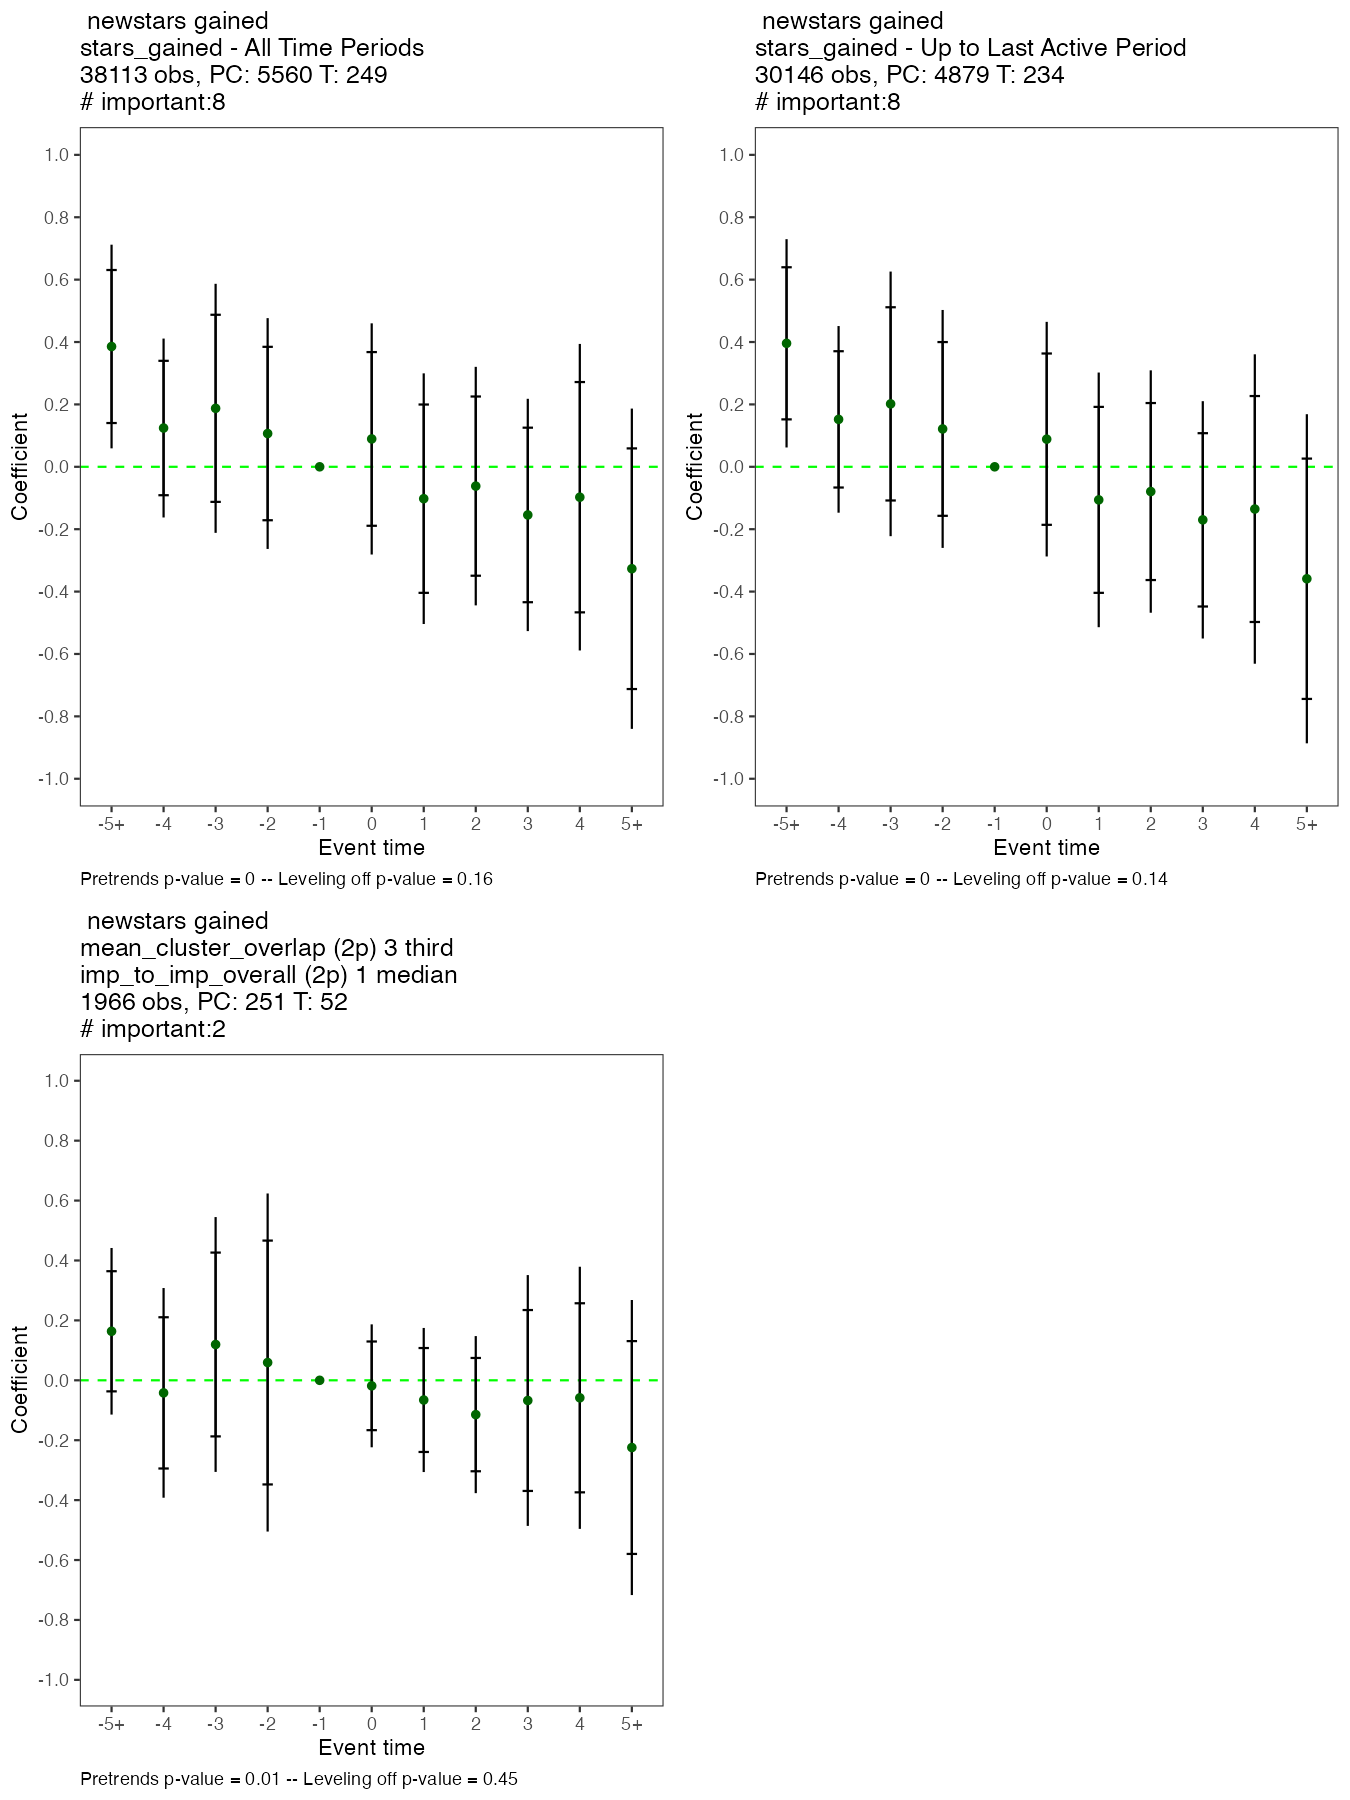 newstars gained
stars_gained - All Time Periods
38113 obs, PC: 5560 T: 249
# important:8
1.0
0.8
0.6
0.4
0.2
0.0
-0.2
-0.4
-0.6
-0.8
-1.0
Coefficient
-5+ -4 -3 -2 -1 0 1 2 3 4 5+
Event time
Pretrends p-value = 0 -- Leveling off p-value = 0.16
newstars gained
stars_gained - Up to Last Active Period
30146 obs, PC: 4879 T: 234
# important:8
1.0
0.8
0.6
0.4
0.2
0.0
-0.2
-0.4
-0.6
-0.8
-1.0
Coefficient
-5+ -4 -3 -2 -1 0 1 2 3 4 5+
Event time
Pretrends p-value = 0 -- Leveling off p-value = 0.14
newstars gained
mean_cluster_overlap (2p) 3 third
imp_to_imp_overall (2p) 1 median
1966 obs, PC: 251 T: 52
# important:2
1.0
0.8
0.6
0.4
0.2
0.0
-0.2
-0.4
-0.6
-0.8
-1.0
Coefficient
-5+ -4 -3 -2 -1 0 1 2 3 4 5+
Event time
Pretrends p-value = 0.01 -- Leveling off p-value = 0.45